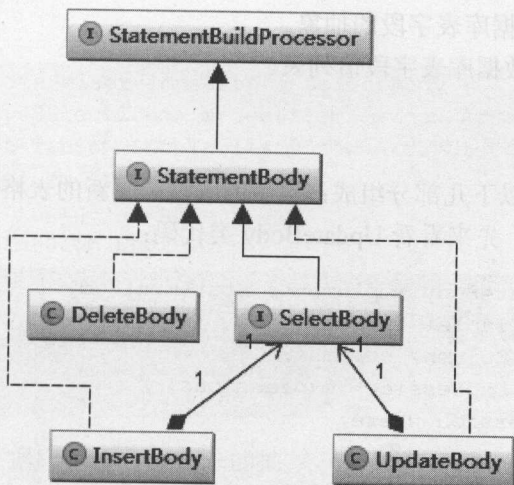 I StatementBuildProcessor
I StatementBody
C DeleteBody
I SelectBody
1
1
1
1
C InsertBody
C UpdateBody